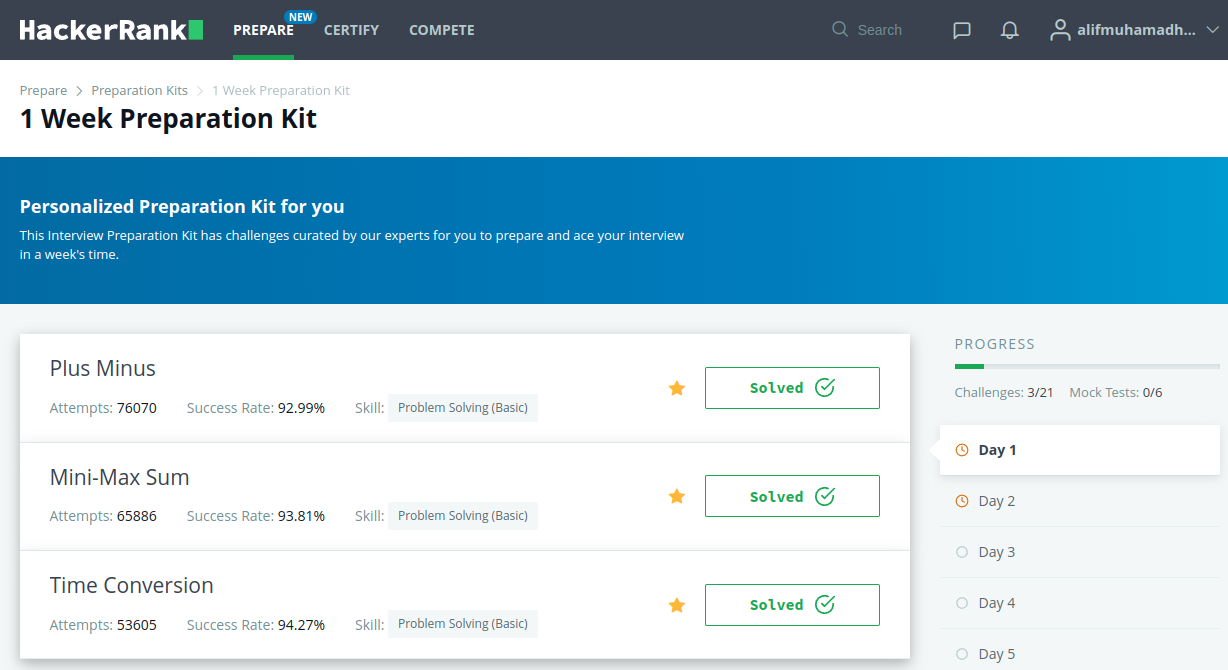 HackerRank PREPARE NEW CERTIFY COMPETE Search alifmuhamadh...
Prepare > Preparation Kits > 1 Week Preparation Kit
1 Week Preparation Kit
Personalized Preparation Kit for you
This Interview Preparation Kit has challenges curated by our experts for you to prepare and ace your interview
in a week's time.
Plus Minus
Attempts: 76070 Success Rate: 92.99% Skill: Problem Solving (Basic)
Solved
Mini-Max Sum
Attempts: 65886 Success Rate: 93.81% Skill: Problem Solving (Basic)
Solved
Time Conversion
Attempts: 53605 Success Rate: 94.27% Skill: Problem Solving (Basic)
Solved
PROGRESS
Challenges: 3/21 Mock Tests: 0/6
Day 1
Day 2
Day 3
Day 4
Day 5